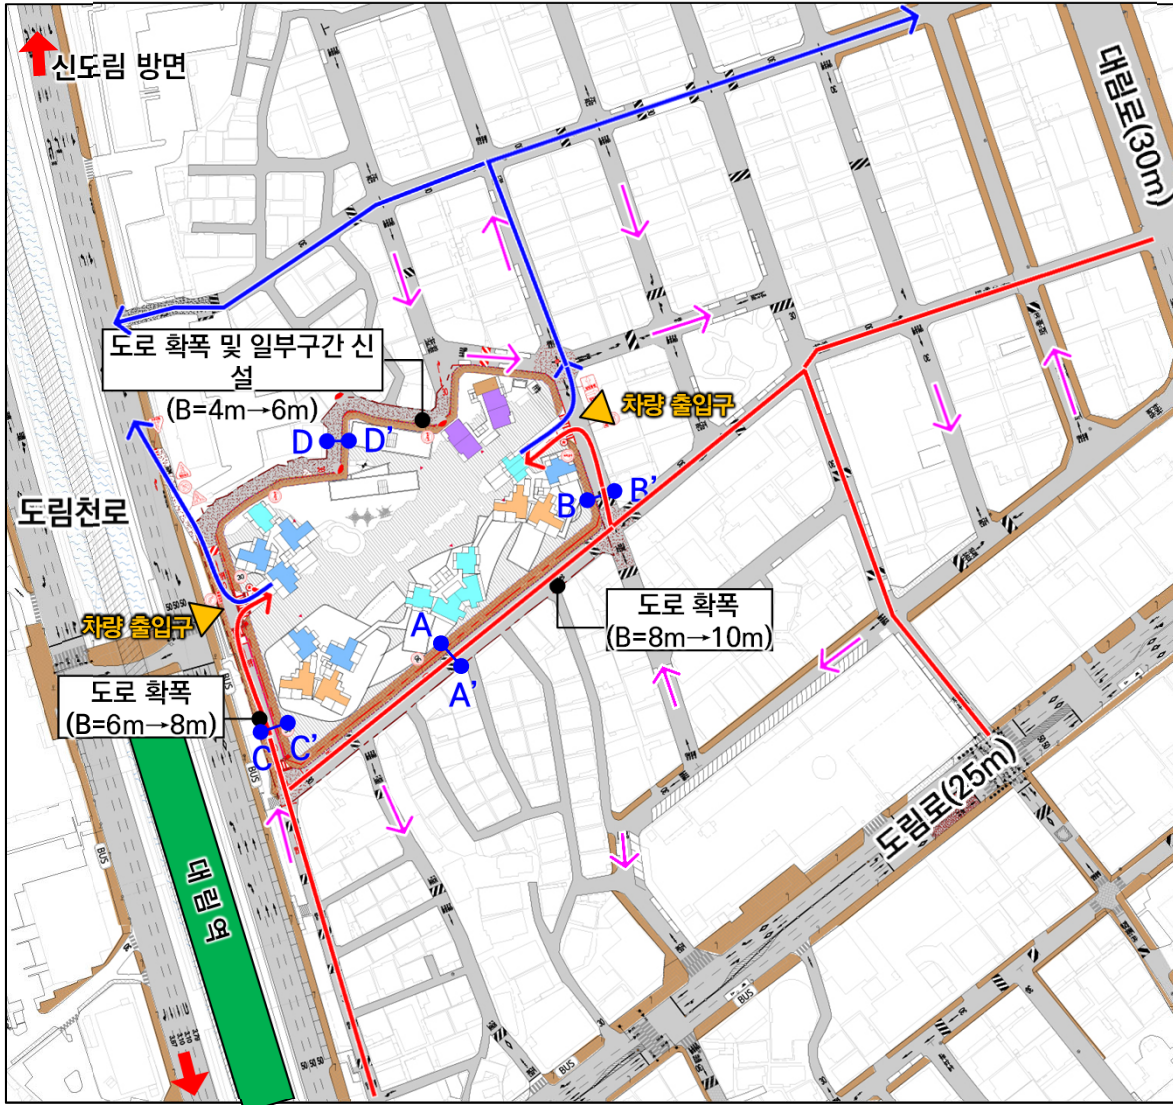 신도림 방면
대림로(30m)
도로 확폭 및 일부구간 신
설
(B=4m→6m)
차량 출입구
D
D'
B
B'
도림천로
차량 출입구
도로 확폭
(B=8m→10m)
A
A'
도로 확폭
(B=6m→8m)
C
C'
BUS
도림로(25m)
대림역
BUS
BUS
BUS